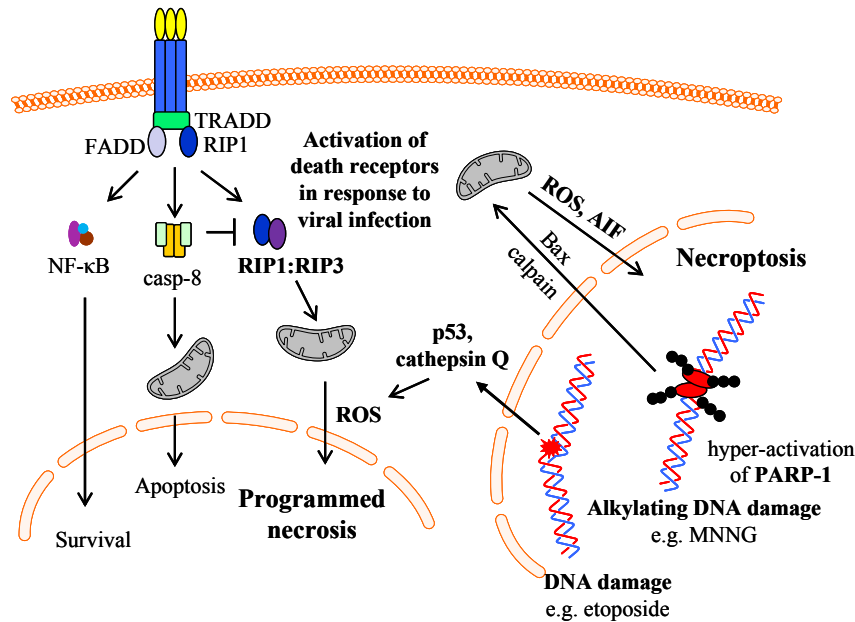 TRADD
FADD
RIP1
Activation of
death receptors
in response to
viral infection
NF-κB
casp-8
RIP1:RIP3
ROS, AIF
Bax
calpain
Necroptosis
p53,
cathepsin Q
ROS
Apoptosis
Programmed
necrosis
Survival
hyper-activation
of PARP-1
Alkylating DNA damage
e.g. MNNG
DNA damage
e.g. etoposide